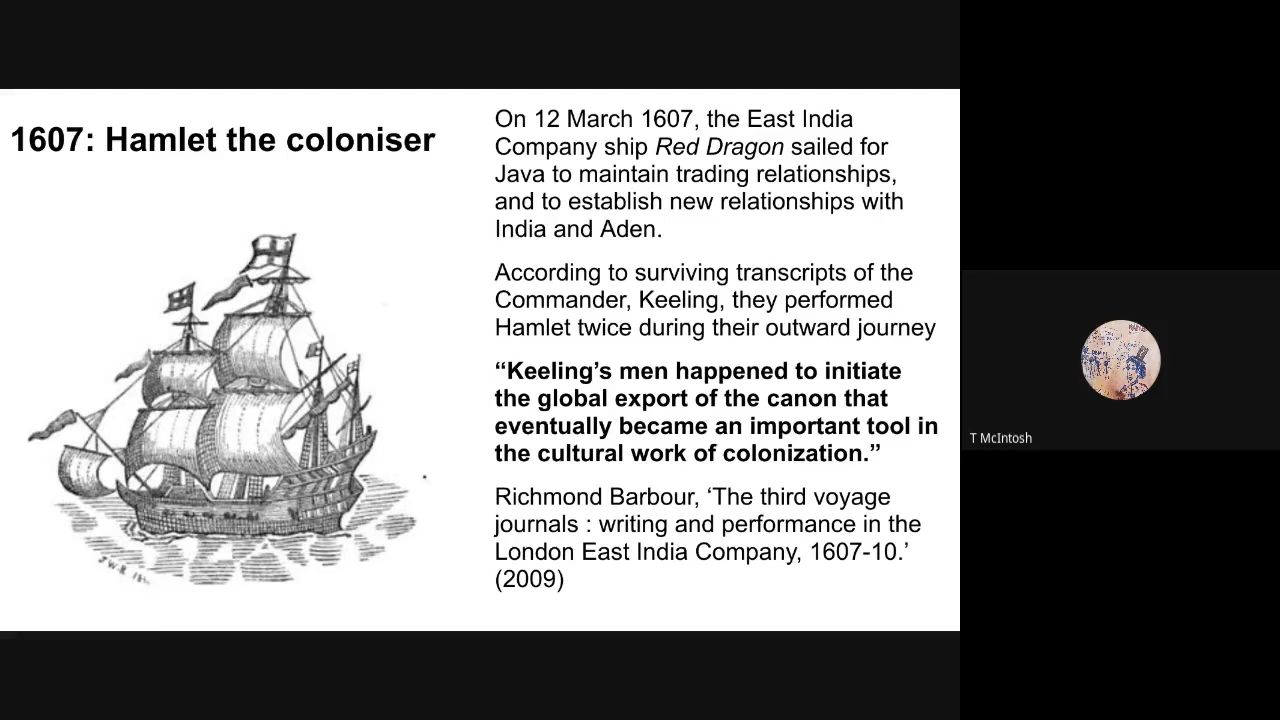 1607: Hamlet the coloniser
On 12 March 1607, the East India
Company ship Red Dragon sailed for
Java to maintain trading relationships,
and to establish new relationships with
India and Aden.
According to surviving transcripts of the
Commander, Keeling, they performed
Hamlet twice during their outward journey
“Keeling’s men happened to initiate
the global export of the canon that
eventually became an important tool in
the cultural work of colonization.”
Richmond Barbour, ‘The third voyage
journals : writing and performance in the
London East India Company, 1607-10.’
(2009)
T McIntosh